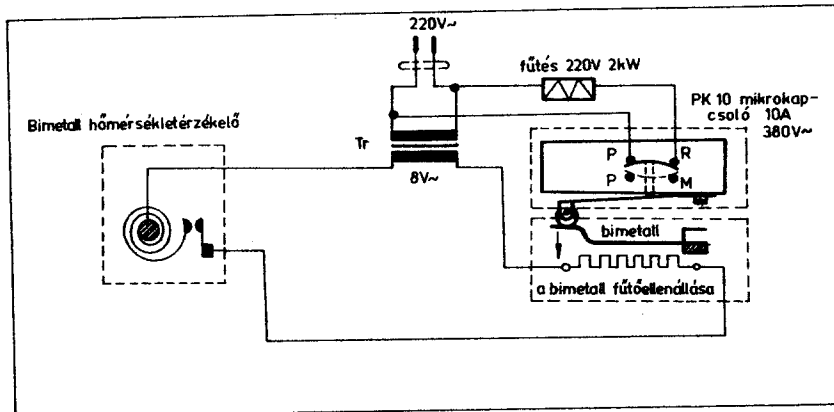 220V~
fűtés 220V 2kW
PK 10 mikrokap-
csoló 10A
380V~
Bimetall hőmérsékletérzékelő
Tr
P R
P M
8V~
bimetall
a bimetall fűtőellenállása